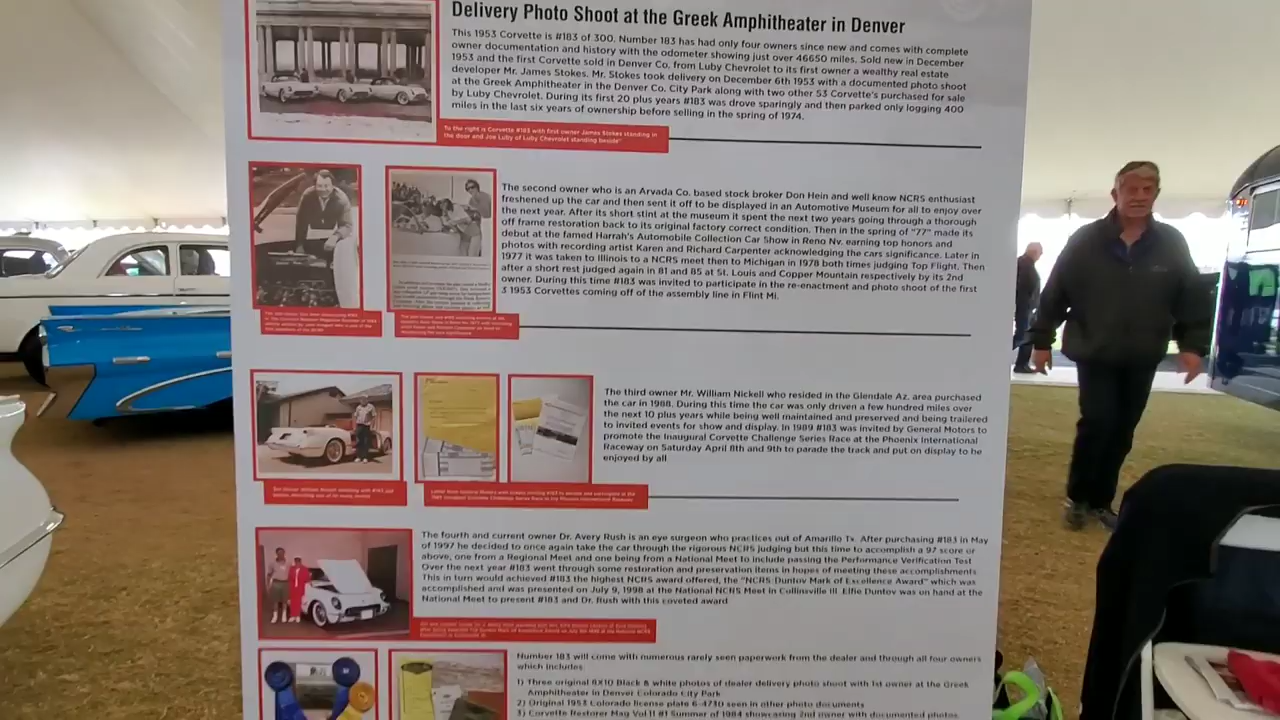 Delivery Photo Shoot at the Greek Amphitheater in Denver
This 1953 Corvette is #183 of 300. Number 183 has had only four owners since new and comes with complete
owner documentation and history with the odometer showing just over 46650 miles. Sold new in December
1953 and the first Corvette sold in Denver Co. from Luby Chevrolet to its first owner a wealthy real estate
developer Mr. James Stokes. Mr. Stokes took delivery on December 6th 1953 with a documented photo shoot
at the Greek Amphitheater in the Denver Co. City Park along with two other 53 Corvette's purchased for sale
by Luby Chevrolet. During its first 20 plus years #183 was drove sparingly and then parked only logging 400
miles in the last six years of ownership before selling in the spring of 1974.
To the right is Corvette #183 with first owner James Stokes standing in
the door and Joe Luby of Luby Chevrolet standing beside"
The second owner who is an Arvada Co. based stock broker Don Hein and well know NCRS enthusiast
freshened up the car and then sent it off to be displayed in an Automotive Museum for all to enjoy over
the next year. After its short stint at the museum it spent the next two years going through a thorough
off frame restoration back to its original factory correct condition. Then in the spring of "77" made its
debut at the famed Harrah's Automobile Collection Car Show in Reno Nv. earning top honors and
photos with recording artist Karen and Richard Carpenter acknowledging the cars significance. Later in
1977 it was taken to Illinois to a NCRS meet then to Michigan in 1978 both times judging Top Flight. Then
after a short rest judged again in 81 and 85 at St. Louis and Copper Mountain respectively by its 2nd
owner. During this time #183 was invited to participate in the re-enactment and photo shoot of the first
3 1953 Corvettes coming off of the assembly line in Flint Mi.
The third owner Mr. William Nickell who resided in the Glendale Az. area purchased
the car in 1988. During this time the car was only driven a few hundred miles over
the next 10 plus years while being well maintained and preserved and being trailered
to invited events for show and display. In 1989 #183 was invited by General Motors to
promote the Inaugural Corvette Challenge Series Race at the Phoenix International
Raceway on Saturday April 8th and 9th to parade the track and put on display to be
enjoyed by all
The fourth and current owner Dr. Avery Rush is an eye surgeon who practices out of Amarillo Tx. After purchasing #183 in May
of 1997 he decided to once again take the car through the rigorous NCRS judging but this time to accomplish a 97 score or
above, one from a Regional Meet and one being from a National Meet to include passing the Performance Verification Test
Over the next year #183 went through some restoration and preservation items in hopes of meeting these accomplishments
This in turn would achieved #183 the highest NCRS award offered, the "NCRS Duntov Mark of Excellence Award" which was
accomplished and was presented on July 9, 1998 at the National NCRS Meet in Collinsville Ill. Elfie Duntov was on hand at the
National Meet to present #183 and Dr. Rush with this coveted award
Number 183 will come with numerous rarely seen paperwork from the dealer and through all four owners
which includes:
1) Three original 8X10 Black & white photos of dealer delivery photo shoot with 1st owner at the Greek
Amphitheater in Denver Colorado City Park
2) Original 1953 Colorado license plate 6-4730 seen in other photo documents
3) Corvette Restorer Mag Vol 11 #1 Summer of 1984 showcasing 2nd owner with documented photos